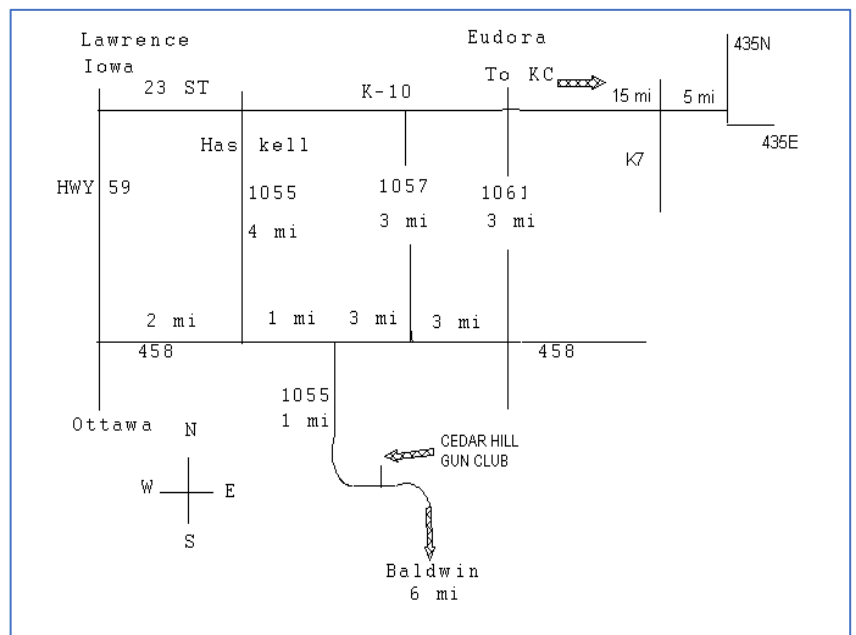 Lawrence
Iowa
23 ST
K-10
Eudora
To KC
15 mi
5 mi
435N
435E
Has kell
K7
HWY 59
1055
4 mi
1057
3 mi
1061
3 mi
2 mi
1 mi
3 mi
3 mi
458
458
1055
1 mi
Ottawa
N
W
E
S
CEDAR HILL
GUN CLUB
Baldwin
6 mi